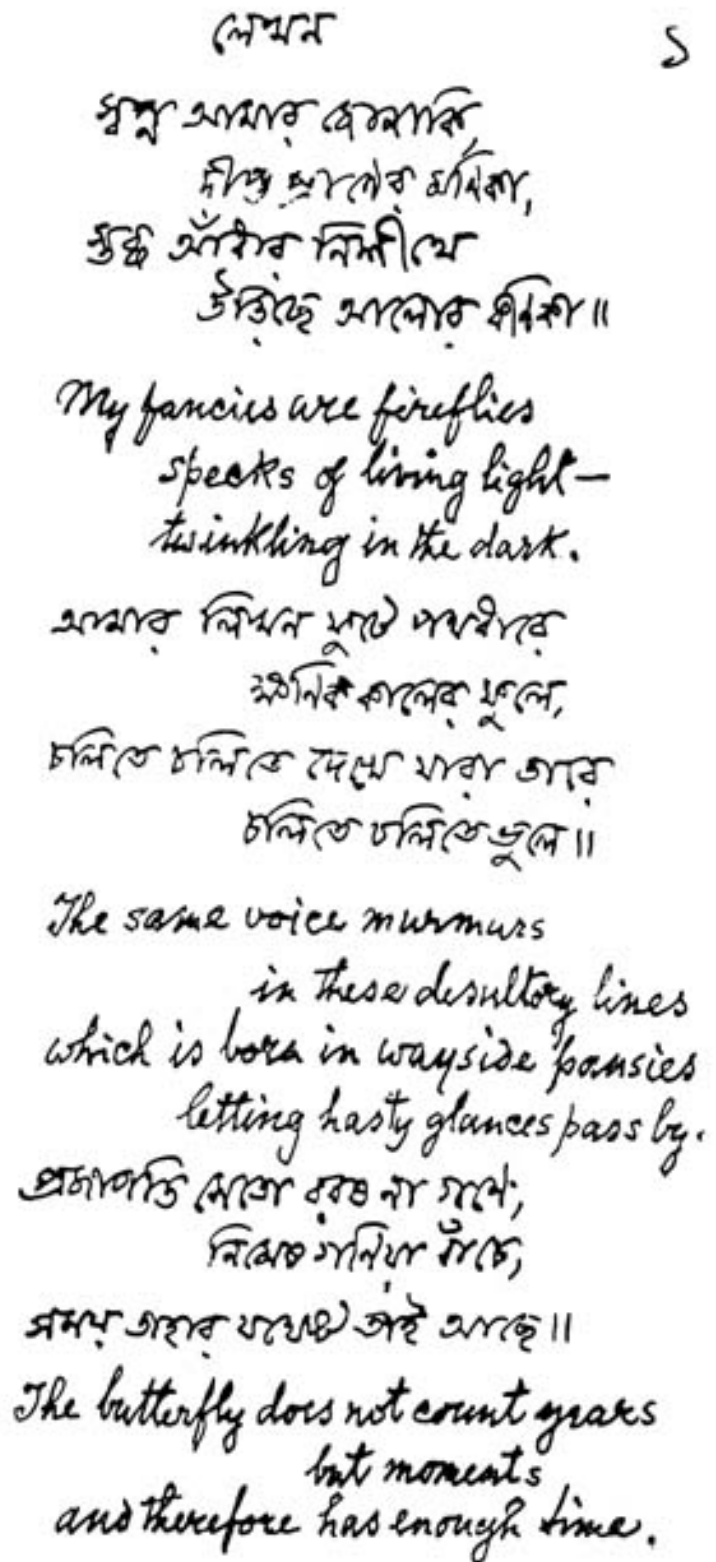 লেখন
১
স্বপ্ন আমার জোনাকি,
দীপ্ত প্রাণের মণিকা,
স্তব্ধ আঁধার নিশীথে
উড়িছে আলোর কণিকা॥
My fancies are fireflies
specks of living light —
twinkling in the dark.
আমার লিখন ফুটে পথধারে
ক্ষণিক কালের ফুলে,
চলিতে চলিতে দেখে যারা তারে
চলিতে চলিতে ভুলে॥
The same voice murmurs
in these desultory lines
which is born in wayside pansies
letting hasty glances pass by.
প্রজাপতি সেতো বরষ না গণে,
নিমেষ গণিয়া বাঁচে,
সময় তাহার যথেষ্ট তাই আছে॥
The butterfly does not count years
but moments
and therefore has enough time.